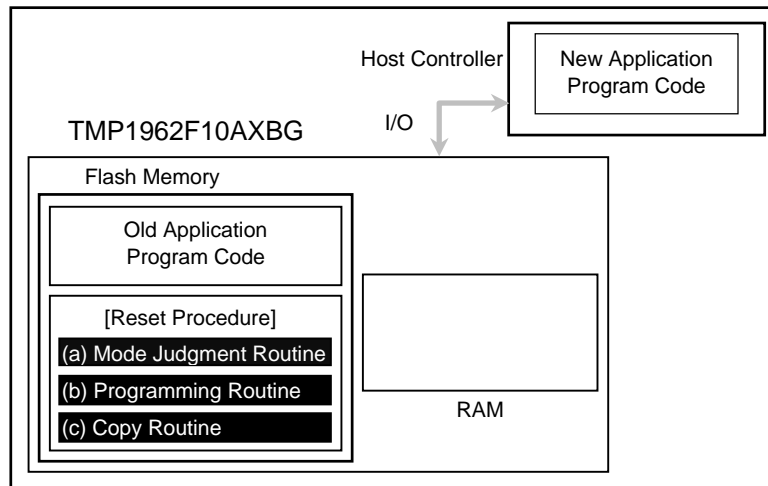 Host Controller
New Application
Program Code
I/O
TMP1962F10AXBG
Flash Memory
Old Application
Program Code
[Reset Procedure]
(a) Mode Judgment Routine
(b) Programming Routine
(c) Copy Routine
RAM